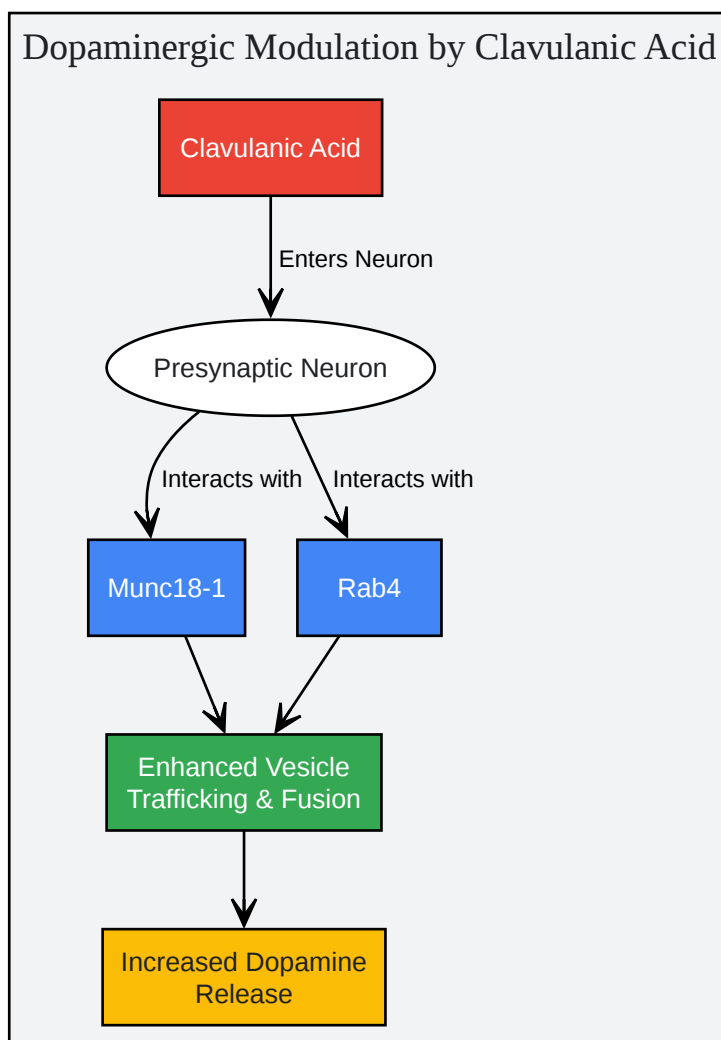 Dopaminergic Modulation by Clavulanic Acid
Clavulanic Acid
Enters Neuron
Presynaptic Neuron
Interacts with
Interacts with
Munc18-1
Rab4
Enhanced Vesicle
Trafficking & Fusion
Increased Dopamine
Release